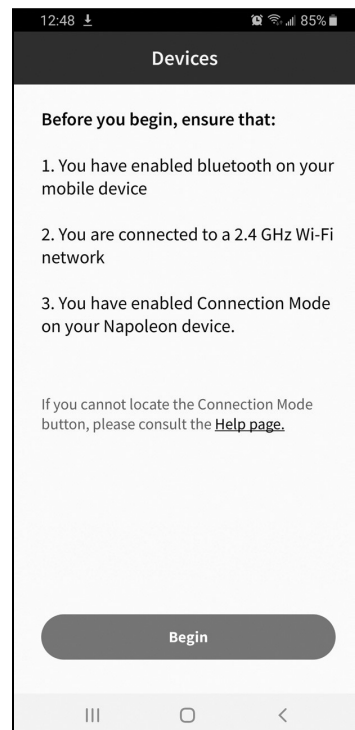 12:48 85%
Devices
Before you begin, ensure that:
1. You have enabled bluetooth on your
mobile device
2. You are connected to a 2.4 GHz Wi-Fi
network
3. You have enabled Connection Mode
on your Napoleon device.
If you cannot locate the Connection Mode
button, please consult the Help page.
Begin